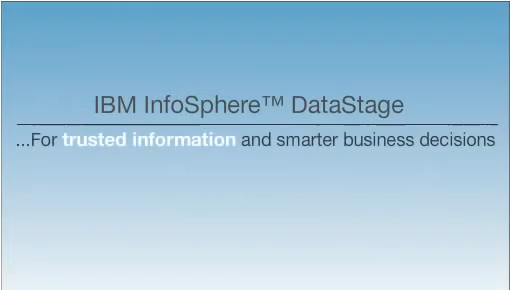 IBM InfoSphere™ DataStage
...For trusted information and smarter business decisions